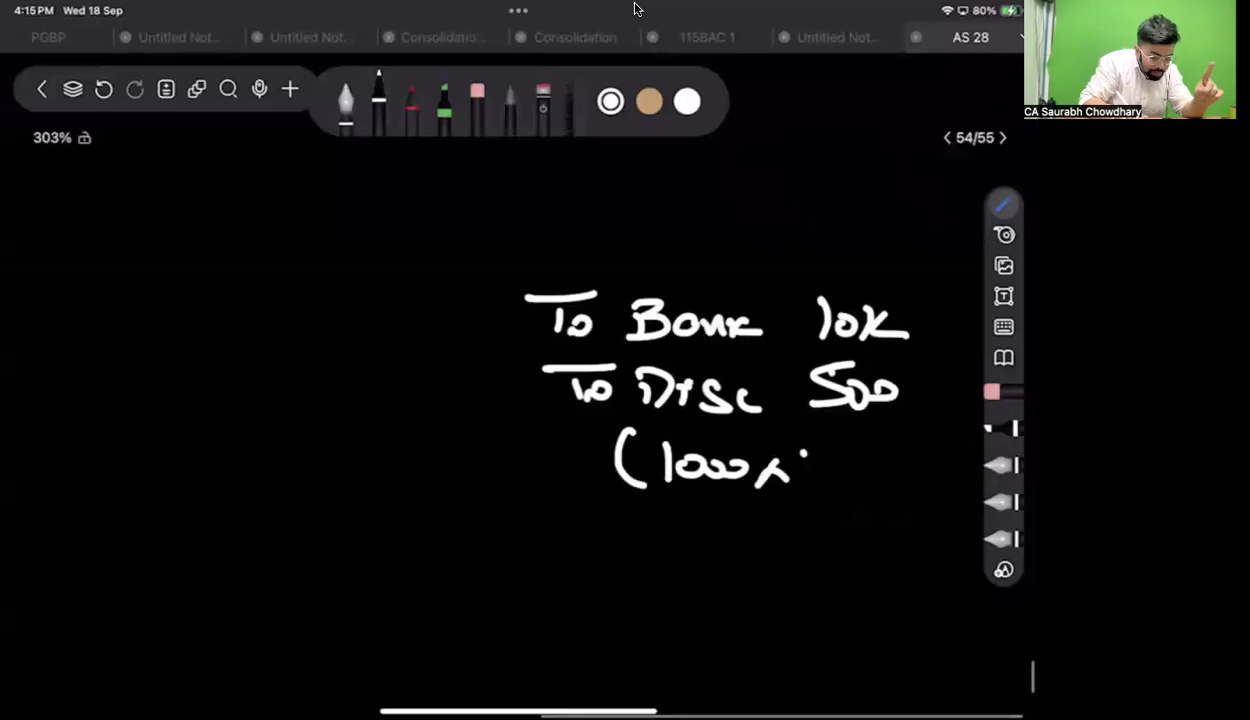 4:15 PM Wed 18 Sep
80%
PGBP
Untitled Not...
Untitled Not...
Consolidatio...
Consolidation
115BAC 1
Untitled Not...
AS 28
CA Saurabh Chowdhary
303%
54/55
To Bank 10K
To Disc 500
(1000x